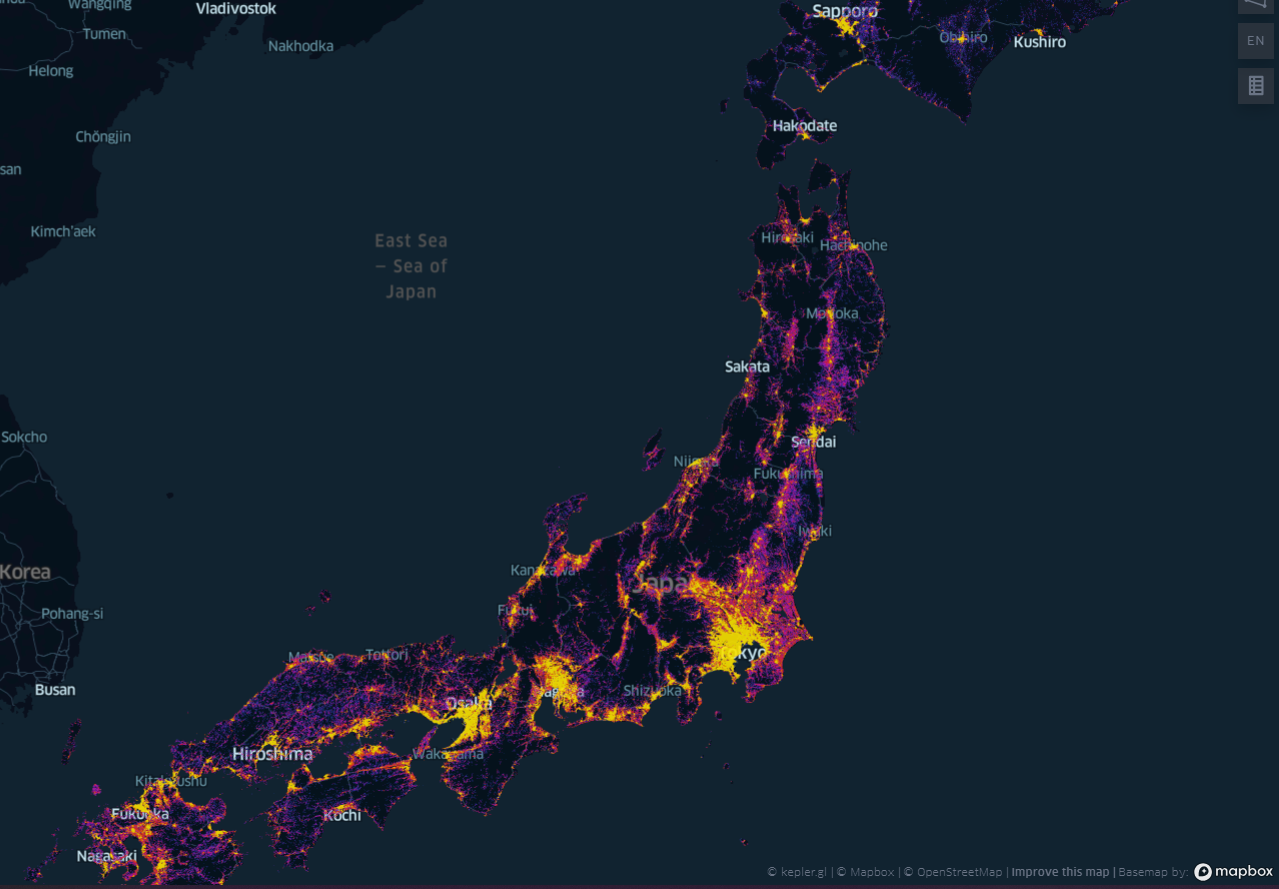 Wangqing
Vladivostok
Sapporo
Tumen
Nakhodka
Obihiro
Kushiro
EN
Helong
Hakodate
Chŏngjin
san
Kimch'aek
East Sea
– Sea of
Japan
Hirosaki
Hachinohe
Morioka
Sakata
Sokcho
Sendai
Niigata
Fukushima
Iwaki
Korea
Kanazawa
Japan
Pohang-si
Fukui
Matsue
Tottori
Tokyo
Busan
Osaka
Nagoya
Shizuoka
Hiroshima
Wakayama
Kitakyushu
Fukuoka
Kochi
Nagasaki
© kepler.gl | © Mapbox | © OpenStreetMap | Improve this map | Basemap by: mapbox